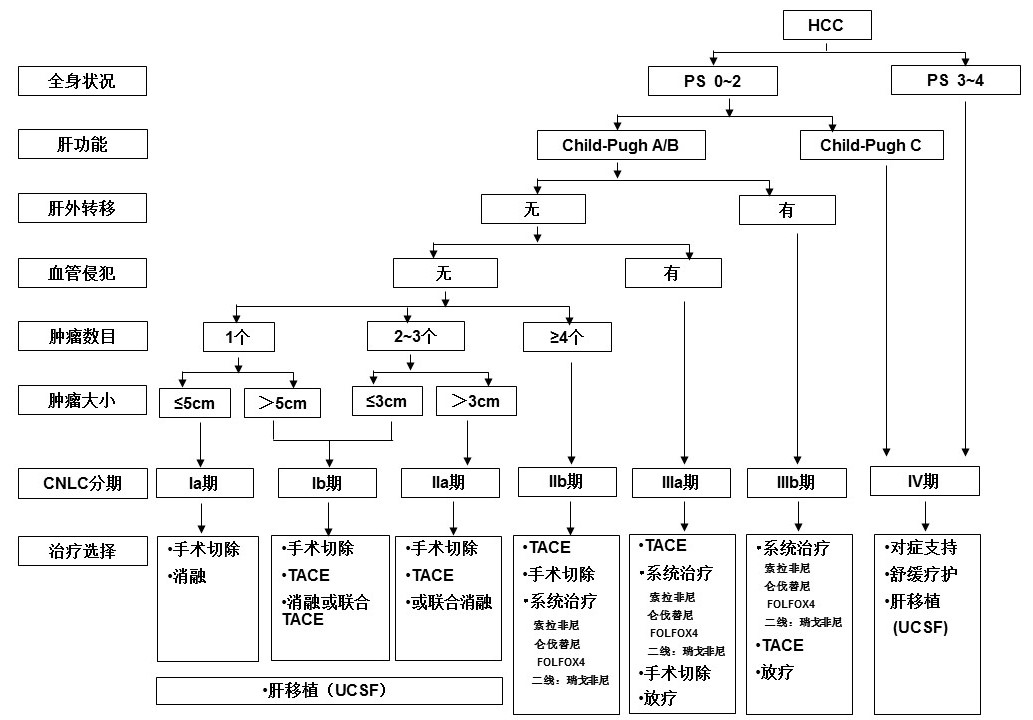 HCC
全身状况
PS 0~2
PS 3~4
肝功能
Child-Pugh A/B
Child-Pugh C
肝外转移
无
有
血管侵犯
无
有
肿瘤数目
1个
2~3个
≥4个
肿瘤大小
≤5cm
＞5cm
≤3cm
＞3cm
CNLC分期
Ia期
Ib期
IIa期
IIb期
IIIa期
IIIb期
IV期
治疗选择
•手术切除
•消融
•手术切除
•TACE
•消融或联合
TACE
•手术切除
•TACE
•或联合消融
•肝移植（UCSF）
•TACE
•手术切除
•系统治疗
索拉非尼
仑伐替尼
FOLFOX4
二线：瑞戈非尼
•TACE
•系统治疗
索拉非尼
仑伐替尼
FOLFOX4
二线：瑞戈非尼
•手术切除
•放疗
•系统治疗
索拉非尼
仑伐替尼
FOLFOX4
二线：瑞戈非尼
•TACE
•放疗
•对症支持
•舒缓疗护
•肝移植
(UCSF)